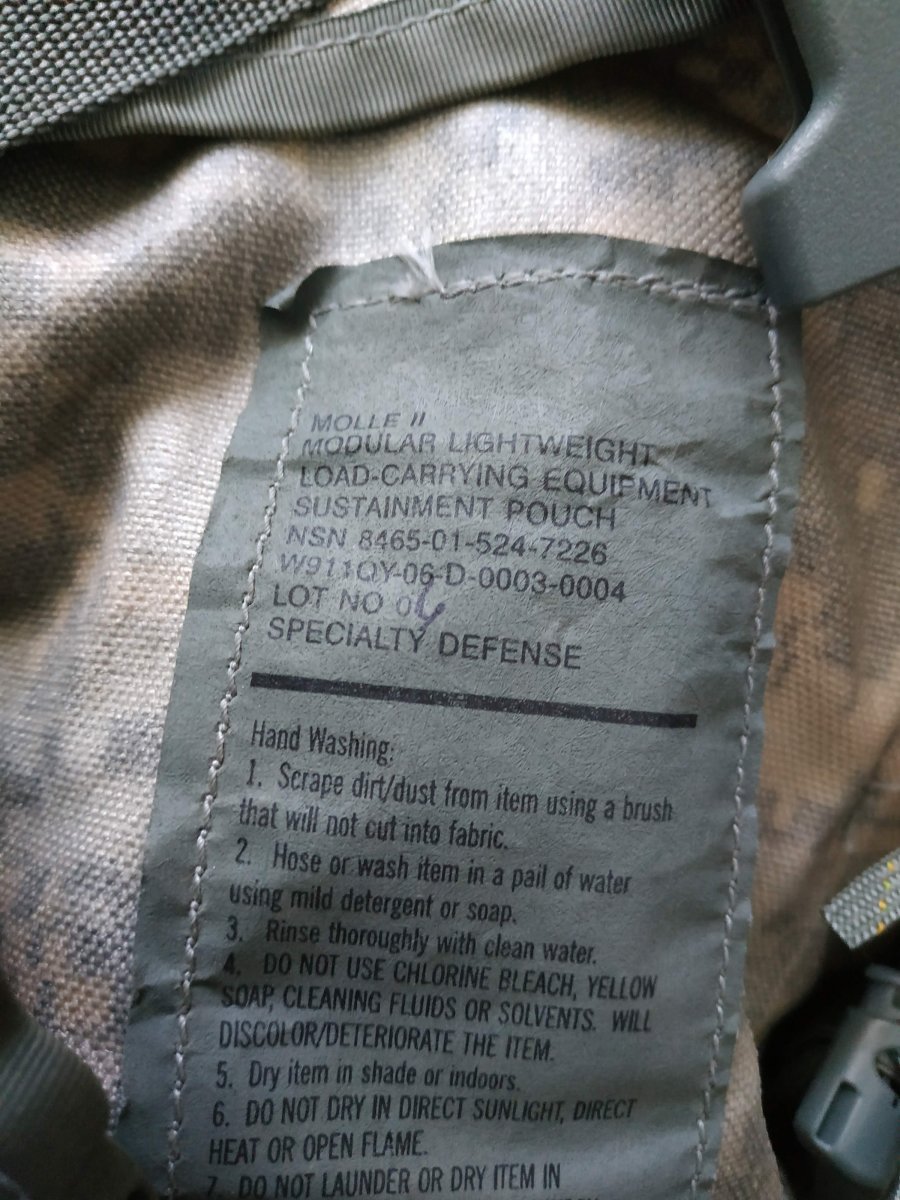 MOLLE II
MODULAR LIGHTWEIGHT
LOAD-CARRYING EQUIPMENT
SUSTAINMENT POUCH
NSN 8465-01-524-7226
W911QY-06-D-0003-0004
LOT NO 0
SPECIALTY DEFENSE
Hand Washing:
1. Scrape dirt/dust from item using a brush
that will not cut into fabric.
2. Hose or wash item in a pail of water
using mild detergent or soap.
3. Rinse thoroughly with clean water.
4. DO NOT USE CHLORINE BLEACH, YELLOW
SOAP, CLEANING FLUIDS OR SOLVENTS. WILL
DISCOLOR/DETERIORATE THE ITEM.
5. Dry item in shade or indoors.
6. DO NOT DRY IN DIRECT SUNLIGHT, DIRECT
HEAT OR OPEN FLAME.
7. DO NOT LAUNDER OR DRY ITEM IN